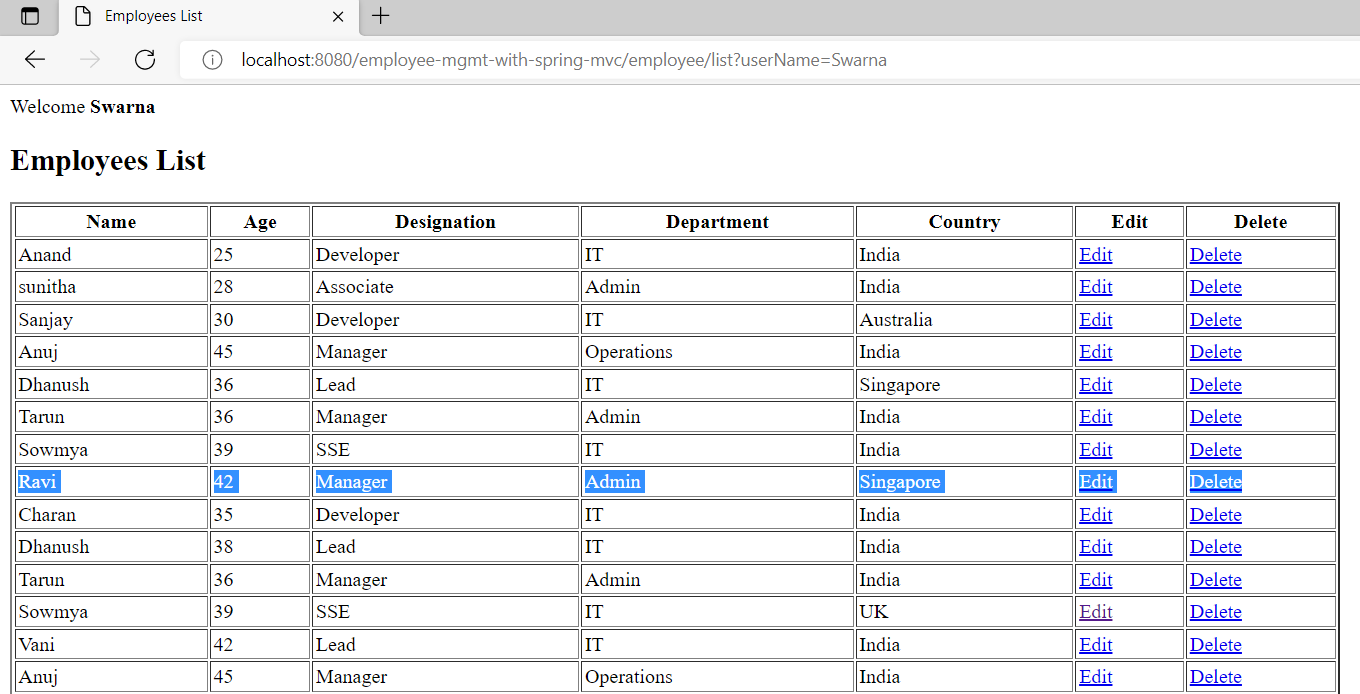 Employees List
localhost:8080/employee-mgmt-with-spring-mvc/employee/list?userName=Swarna
Welcome Swarna
Employees List
Name Age Designation Department Country Edit Delete
Anand 25 Developer IT India Edit Delete
sunitha 28 Associate Admin India Edit Delete
Sanjay 30 Developer IT Australia Edit Delete
Anuj 45 Manager Operations India Edit Delete
Dhanush 36 Lead IT Singapore Edit Delete
Tarun 36 Manager Admin India Edit Delete
Sowmya 39 SSE IT India Edit Delete
Ravi 42 Manager Admin Singapore Edit Delete
Charan 35 Developer IT India Edit Delete
Dhanush 38 Lead IT India Edit Delete
Tarun 36 Manager Admin India Edit Delete
Sowmya 39 SSE IT UK Edit Delete
Vani 42 Lead IT India Edit Delete
Anuj 45 Manager Operations India Edit Delete